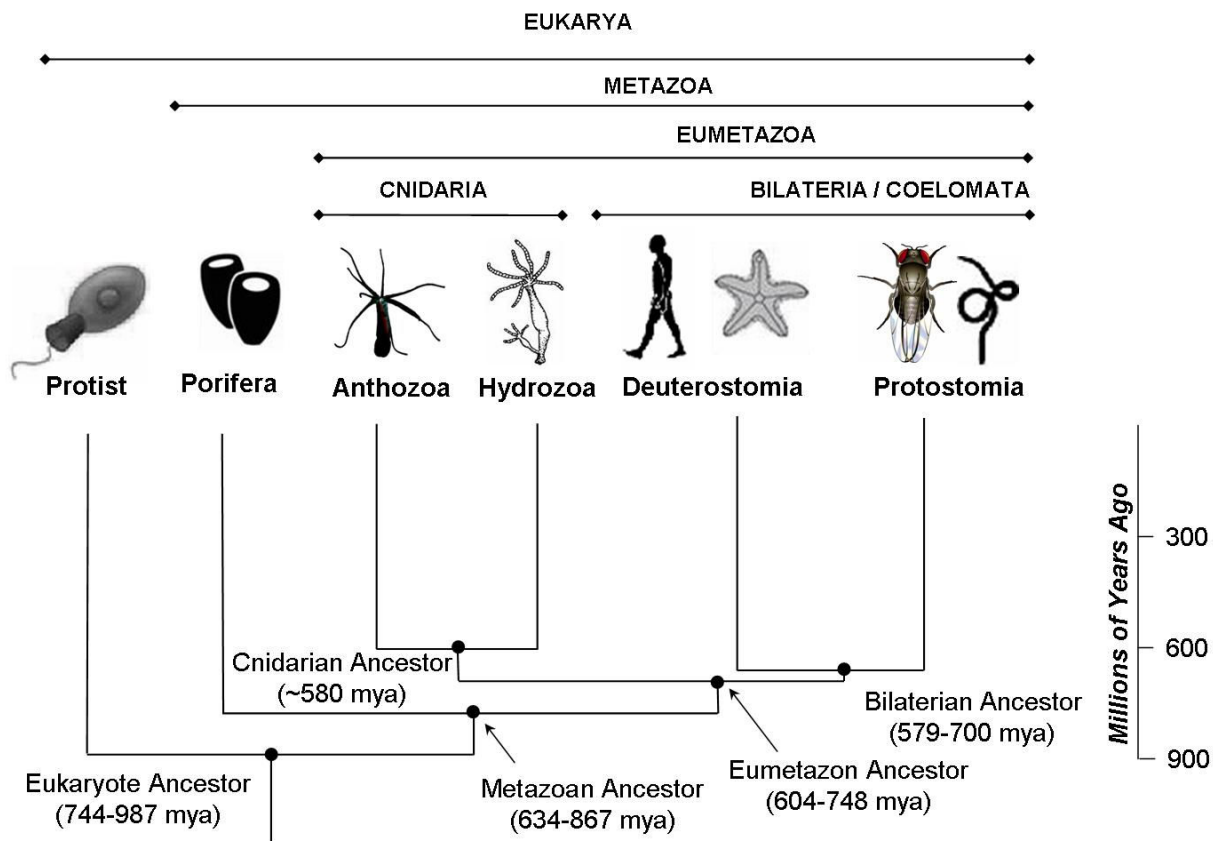 EUKARYA
METAZOA
EUMETAZOA
CNIDARIA
BILATERIA / COELOMATA
Protist
Porifera
Anthozoa
Hydrozoa
Deuterostomia
Protostomia
Millions of Years Ago
300
600
900
Cnidarian Ancestor
(~580 mya)
Bilaterian Ancestor
(579-700 mya)
Eukaryote Ancestor
(744-987 mya)
Metazoan Ancestor
(634-867 mya)
Eumetazon Ancestor
(604-748 mya)